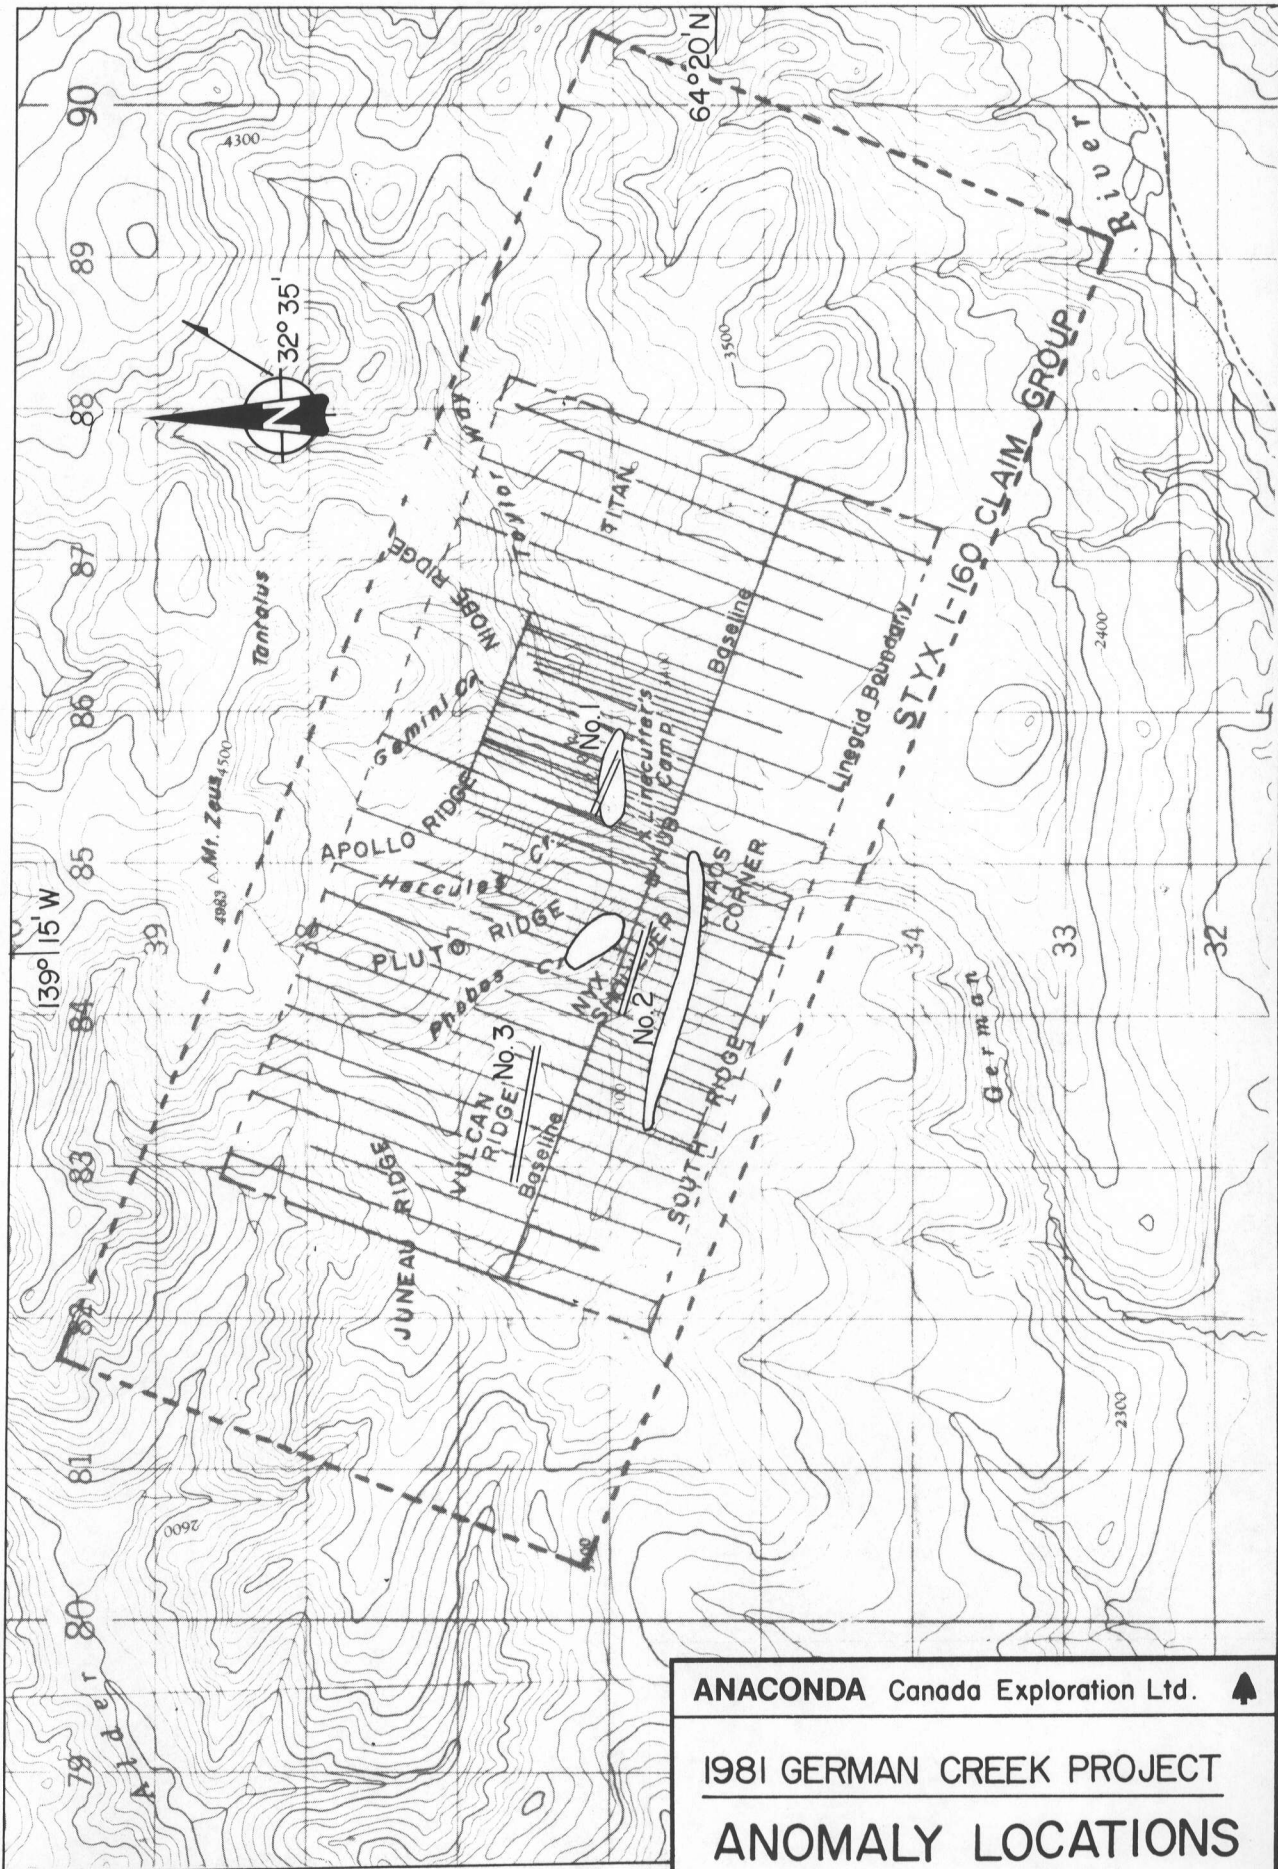 64°20'N
90
89
88
87
86
85
84
83
82
81
80
79
4300
32°35'
N
River
3500
STYX 1-160 CLAIM GROUP
Taylor Way
TITAN
Tantalus
NIOBE RIDGE
Gemini
Baseline
Linegrid Boundary
2400
Mt. Zeus
4500
4983
No. 1
X Linecutter's
Camp
APOLLO RIDGE
Hercules Cr.
139°15'W
39
PLUTO RIDGE
Phobos Cr.
NYX
No. 2
CHAOS
CORNER
34
33
32
German
VULCAN
RIDGE
No. 3
Baseline
SOUTH RIDGE
JUNEAU RIDGE
2600
2300
Alder
ANACONDA Canada Exploration Ltd.
1981 GERMAN CREEK PROJECT
ANOMALY LOCATIONS